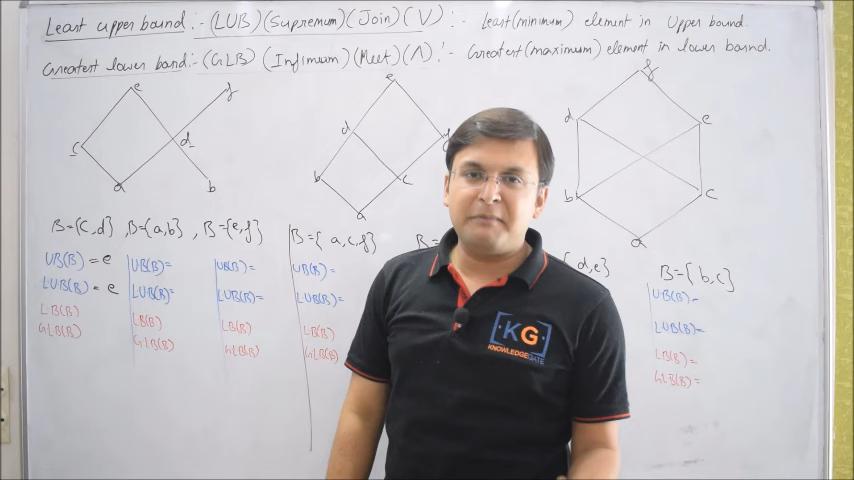 Least upper bound :- (LUB)(Supremum)(Join)(V) :- Least(minimum) element in Upper bound.
Greatest lower band :- (GLB)(Infimum)(Meet)(Λ) :- Greatest(maximum) element in lower bound.
e f
c d
a b
e
d
b c
a
f
d e
b c
a
B={C,d} , B={a,b} , B={e,f}
UB(B) = e UB(B)= UB(B)=
LUB(B) = e LUB(B)= LUB(B)=
LB(B) LB(B) LB(B)
GLB(B) GLB(B) GLB(B)
B={ a,c,f}
UB(B)=
LUB(B)=
LB(B)
GLB(B)
B=
d,e}
B={ b,c}
UB(B)=
LUB(B)=
LB(B)=
GLB(B)=
KG
KNOWLEDGEGATE